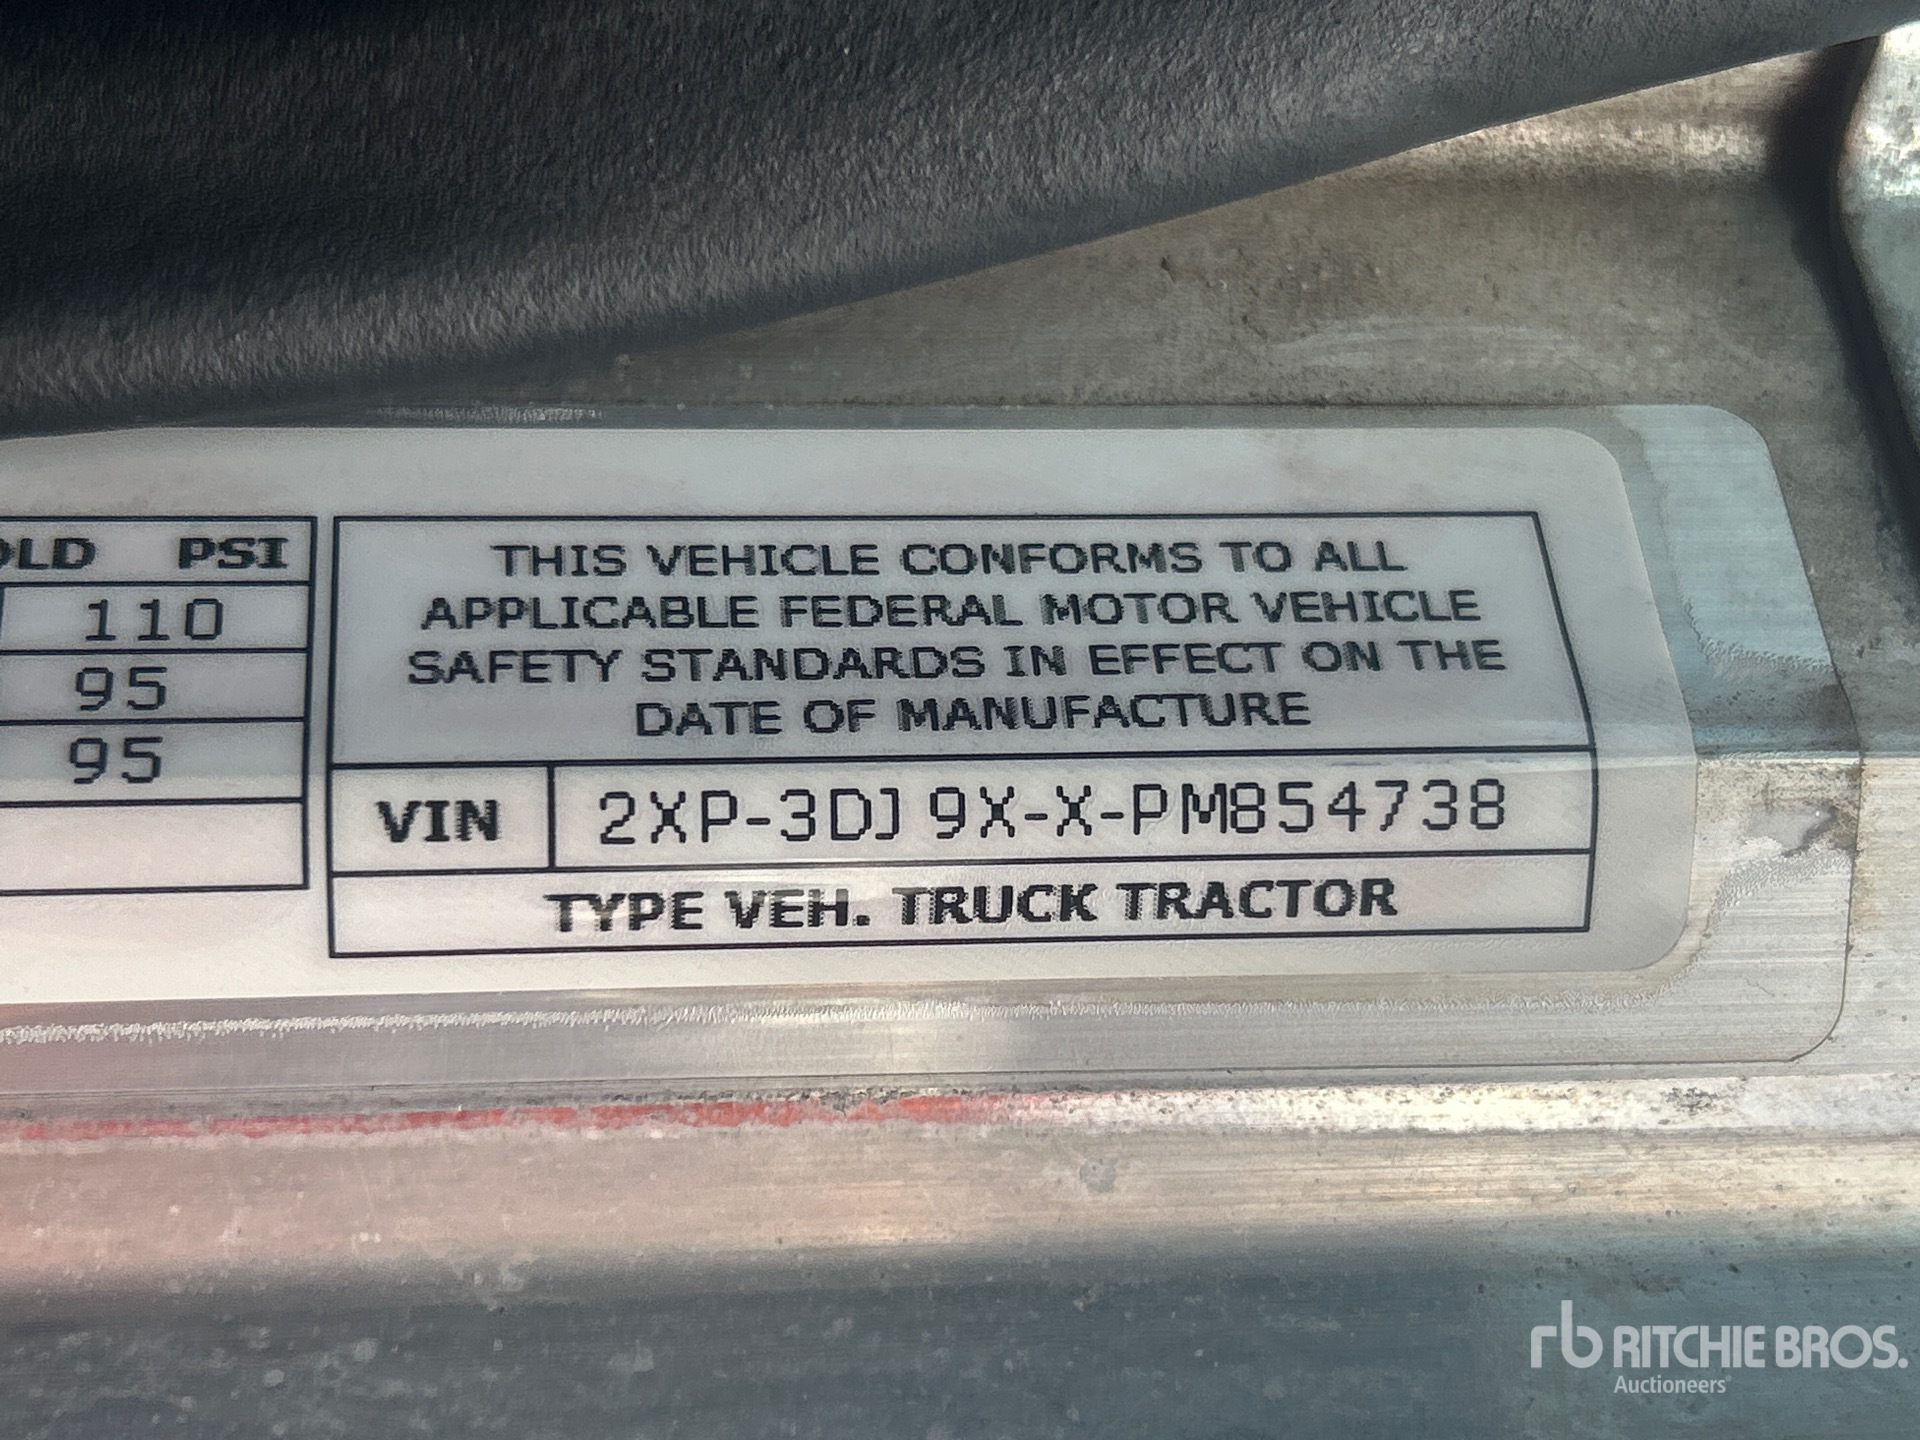 OLD PSI
110
95
95
THIS VEHICLE CONFORMS TO ALL
APPLICABLE FEDERAL MOTOR VEHICLE
SAFETY STANDARDS IN EFFECT ON THE
DATE OF MANUFACTURE
VIN 2XP-3DJ9X-X-PM854738
TYPE VEH. TRUCK TRACTOR
rb RITCHIE BROS.
Auctioneers